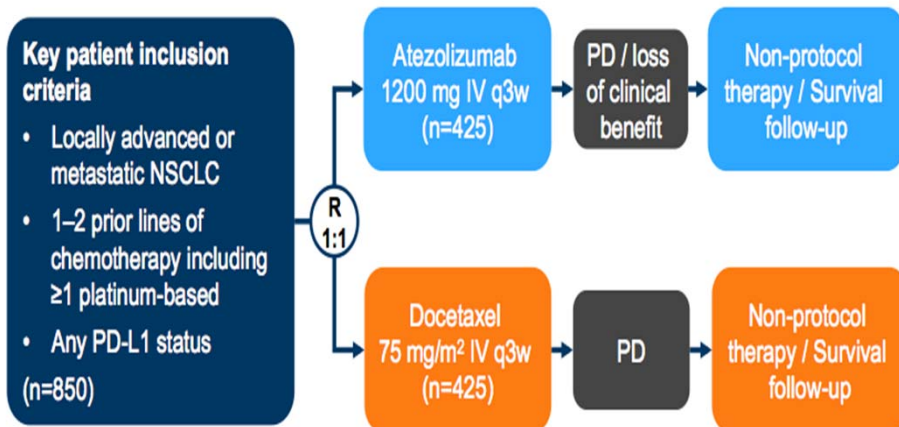 Key patient inclusion
criteria
• Locally advanced or
metastatic NSCLC
• 1–2 prior lines of
chemotherapy including
≥1 platinum-based
• Any PD-L1 status
(n=850)
R
1:1
Atezolizumab
1200 mg IV q3w
(n=425)
PD / loss
of clinical
benefit
Non-protocol
therapy / Survival
follow-up
Docetaxel
75 mg/m² IV q3w
(n=425)
PD
Non-protocol
therapy / Survival
follow-up